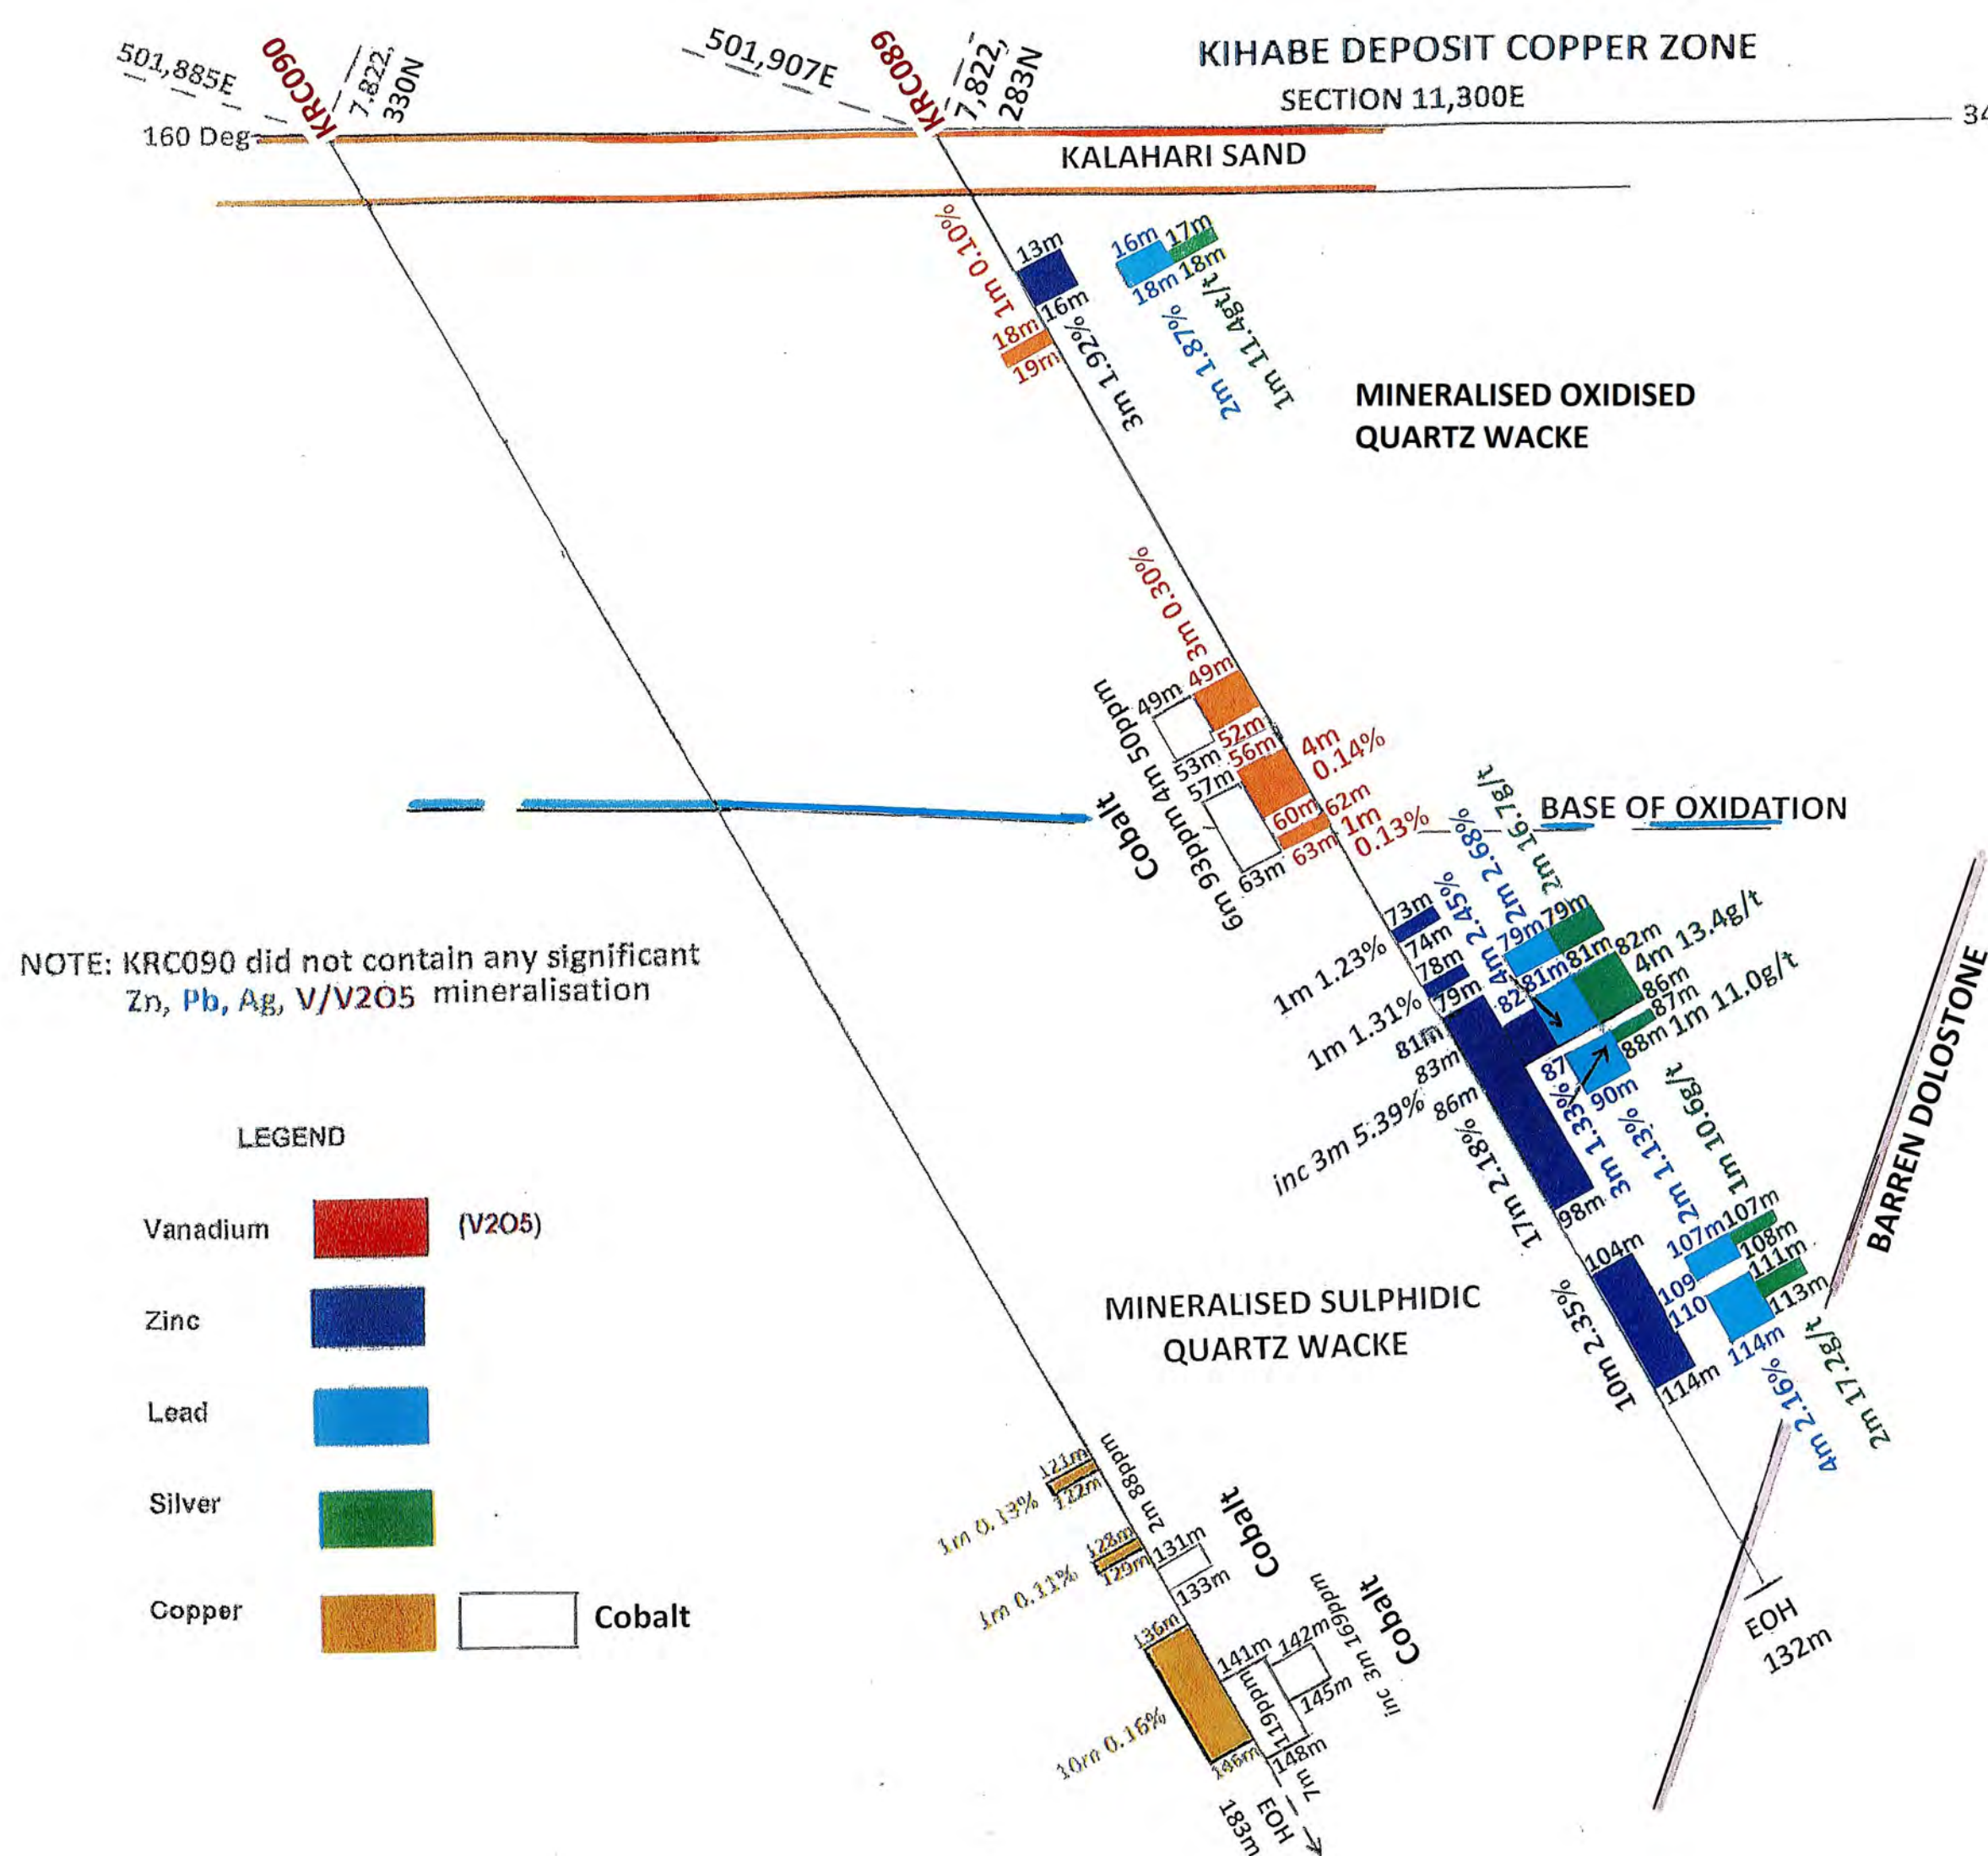 KIHABE DEPOSIT COPPER ZONE
SECTION 11,300E
501,885E
KRC090
7,822,
330N
501,907E
KRC089
7,822,
283N
160 Deg
34
KALAHARI SAND
1m 0.10%
13m
16m
3m 1.92%
18m
19m
16m
17m
18m
18m
2m 1.87%
1m 11.4gt/t
MINERALISED OXIDISED
QUARTZ WACKE
3m 0.30%
49m
52m
49m
53m
4m 50ppm
56m
60m
4m
0.14%
57m
63m
6m 93ppm
Cobalt
62m
63m
1m
0.13%
BASE OF OXIDATION
73m
74m
1m 1.23%
78m
79m
1m 1.31%
4m 2.45%
2m 2.68%
2m 16.7g/t
79m
79m
81m
81m
82
82m
4m 13.4g/t
86m
87m
88m
1m 11.0g/t
81m
83m
86m
inc 3m 5.39%
17m 2.18%
98m
87
90m
3m 1.33%
2m 1.13%
1m 10.6g/t
107m
107m
108m
109
110
111m
113m
114m
104m
114m
10m 2.35%
4m 2.16%
2m 17.2g/t
BARREN DOLOSTONE
NOTE: KRC090 did not contain any significant
Zn, Pb, Ag, V/V2O5 mineralisation
LEGEND
Vanadium
(V2O5)
Zinc
Lead
Silver
Copper
Cobalt
MINERALISED SULPHIDIC
QUARTZ WACKE
121m
122m
1m 0.13%
2m 88ppm
128m
129m
1m 0.11%
131m
133m
Cobalt
136m
146m
10m 0.16%
141m
148m
7m
119ppm
142m
145m
inc 3m 169ppm
Cobalt
EOH
183m
EOH
132m